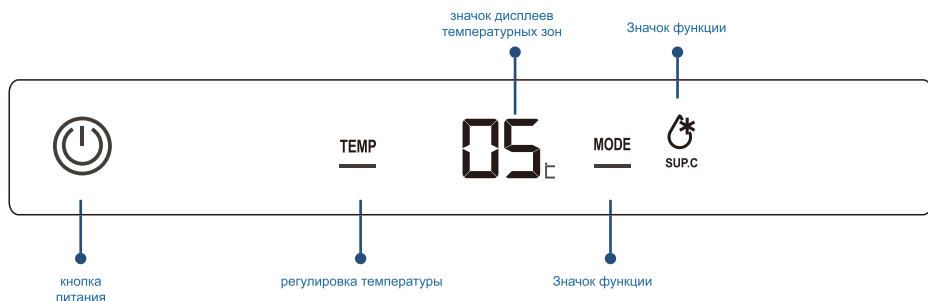 значок дисплеев
температурных зон
Значок функции
TEMP
05
MODE
SUP.C
кнопка
питания
регулировка температуры
Значок функции